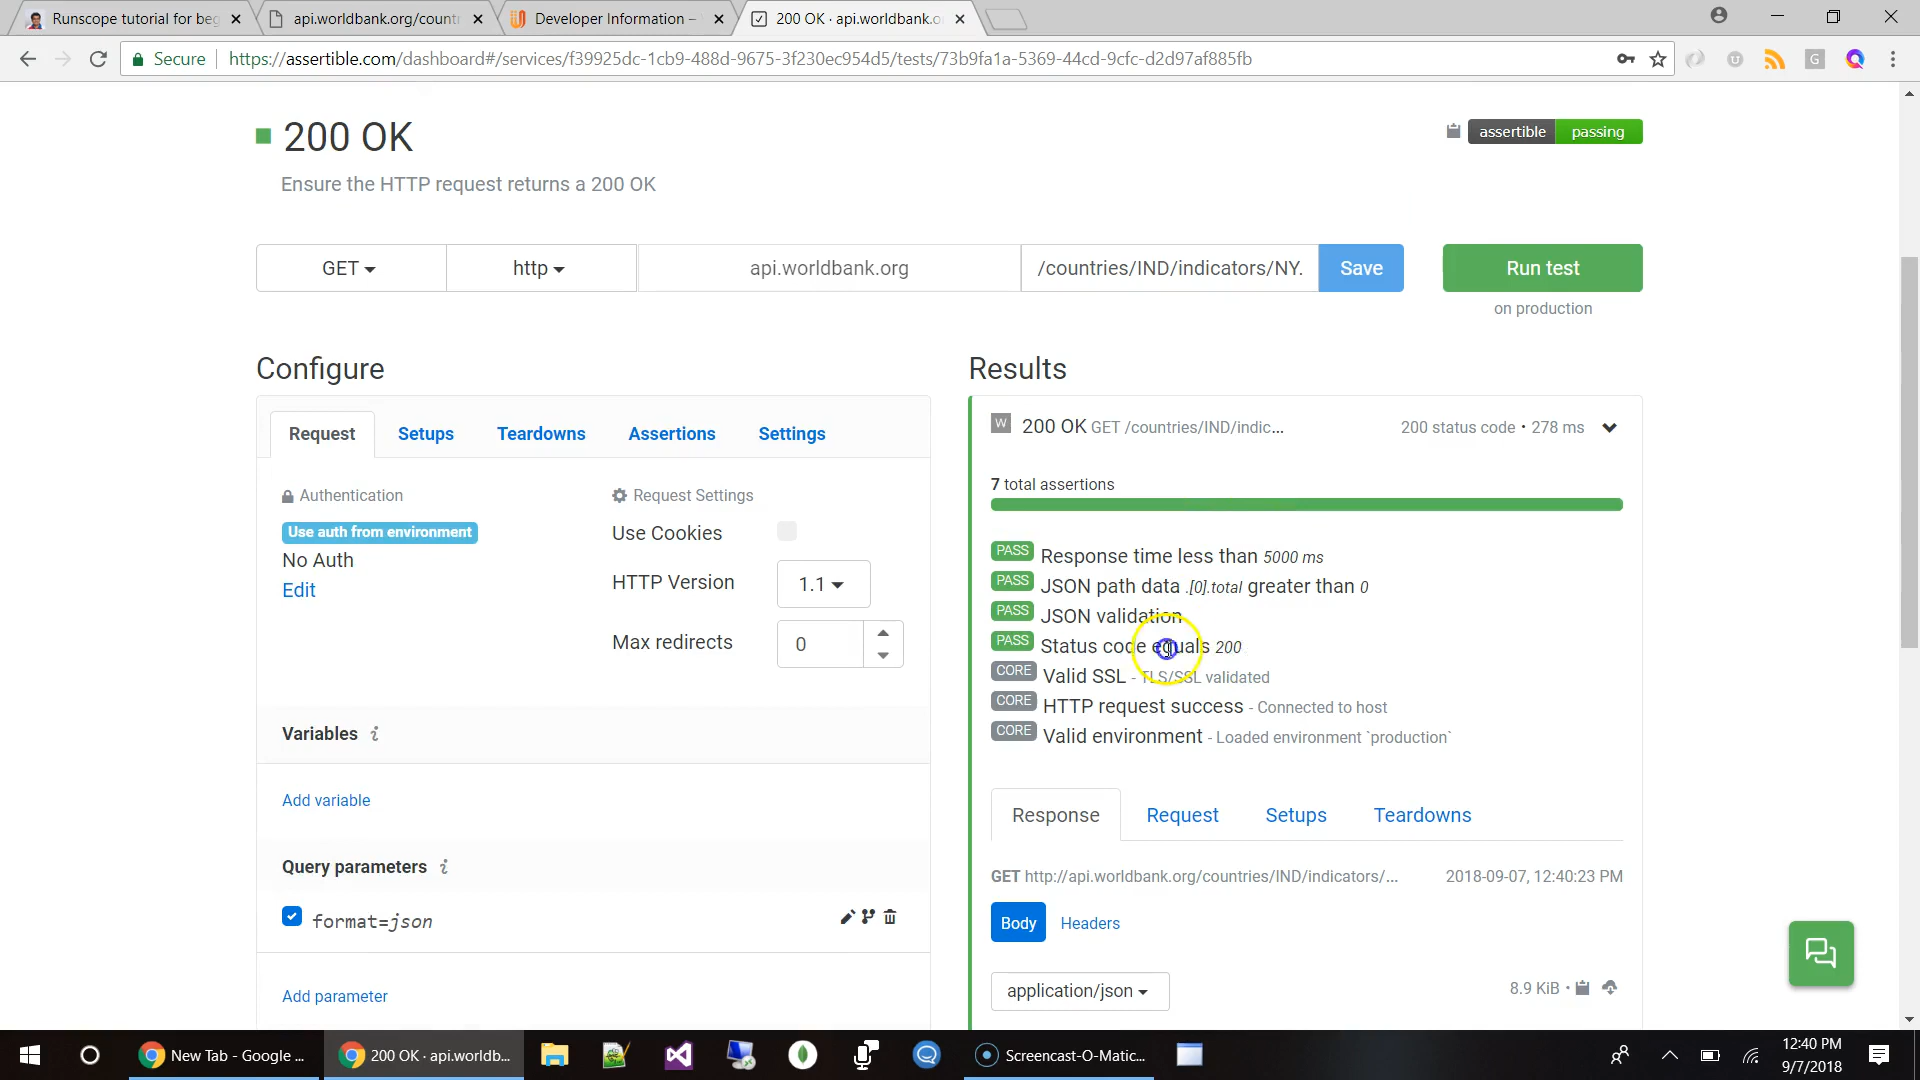 Runscope tutorial for beg
api.worldbank.org/countr
Developer Information –
200 OK · api.worldbank.o
Secure
https://assertible.com/dashboard#/services/f39925dc-1cb9-488d-9675-3f230ec954d5/tests/73b9fa1a-5369-44cd-9cfc-d2d97af885fb
200 OK
assertible passing
Ensure the HTTP request returns a 200 OK
GET
http
api.worldbank.org
/countries/IND/indicators/NY.
Save
Run test
on production
Configure
Request
Setups
Teardowns
Assertions
Settings
Authentication
Use auth from environment
No Auth
Edit
Request Settings
Use Cookies
HTTP Version
1.1
Max redirects
0
Variables i
Add variable
Query parameters i
format=json
Add parameter
Results
W 200 OK GET /countries/IND/indic...
200 status code • 278 ms
7 total assertions
PASS Response time less than 5000 ms
PASS JSON path data .[0].total greater than 0
PASS JSON validation
PASS Status code equals 200
CORE Valid SSL - TLS/SSL validated
CORE HTTP request success - Connected to host
CORE Valid environment - Loaded environment `production`
Response
Request
Setups
Teardowns
GET http://api.worldbank.org/countries/IND/indicators/...
2018-09-07, 12:40:23 PM
Body
Headers
application/json
8.9 KiB •
New Tab - Google ...
200 OK · api.worldb...
Screencast-O-Matic...
12:40 PM
9/7/2018